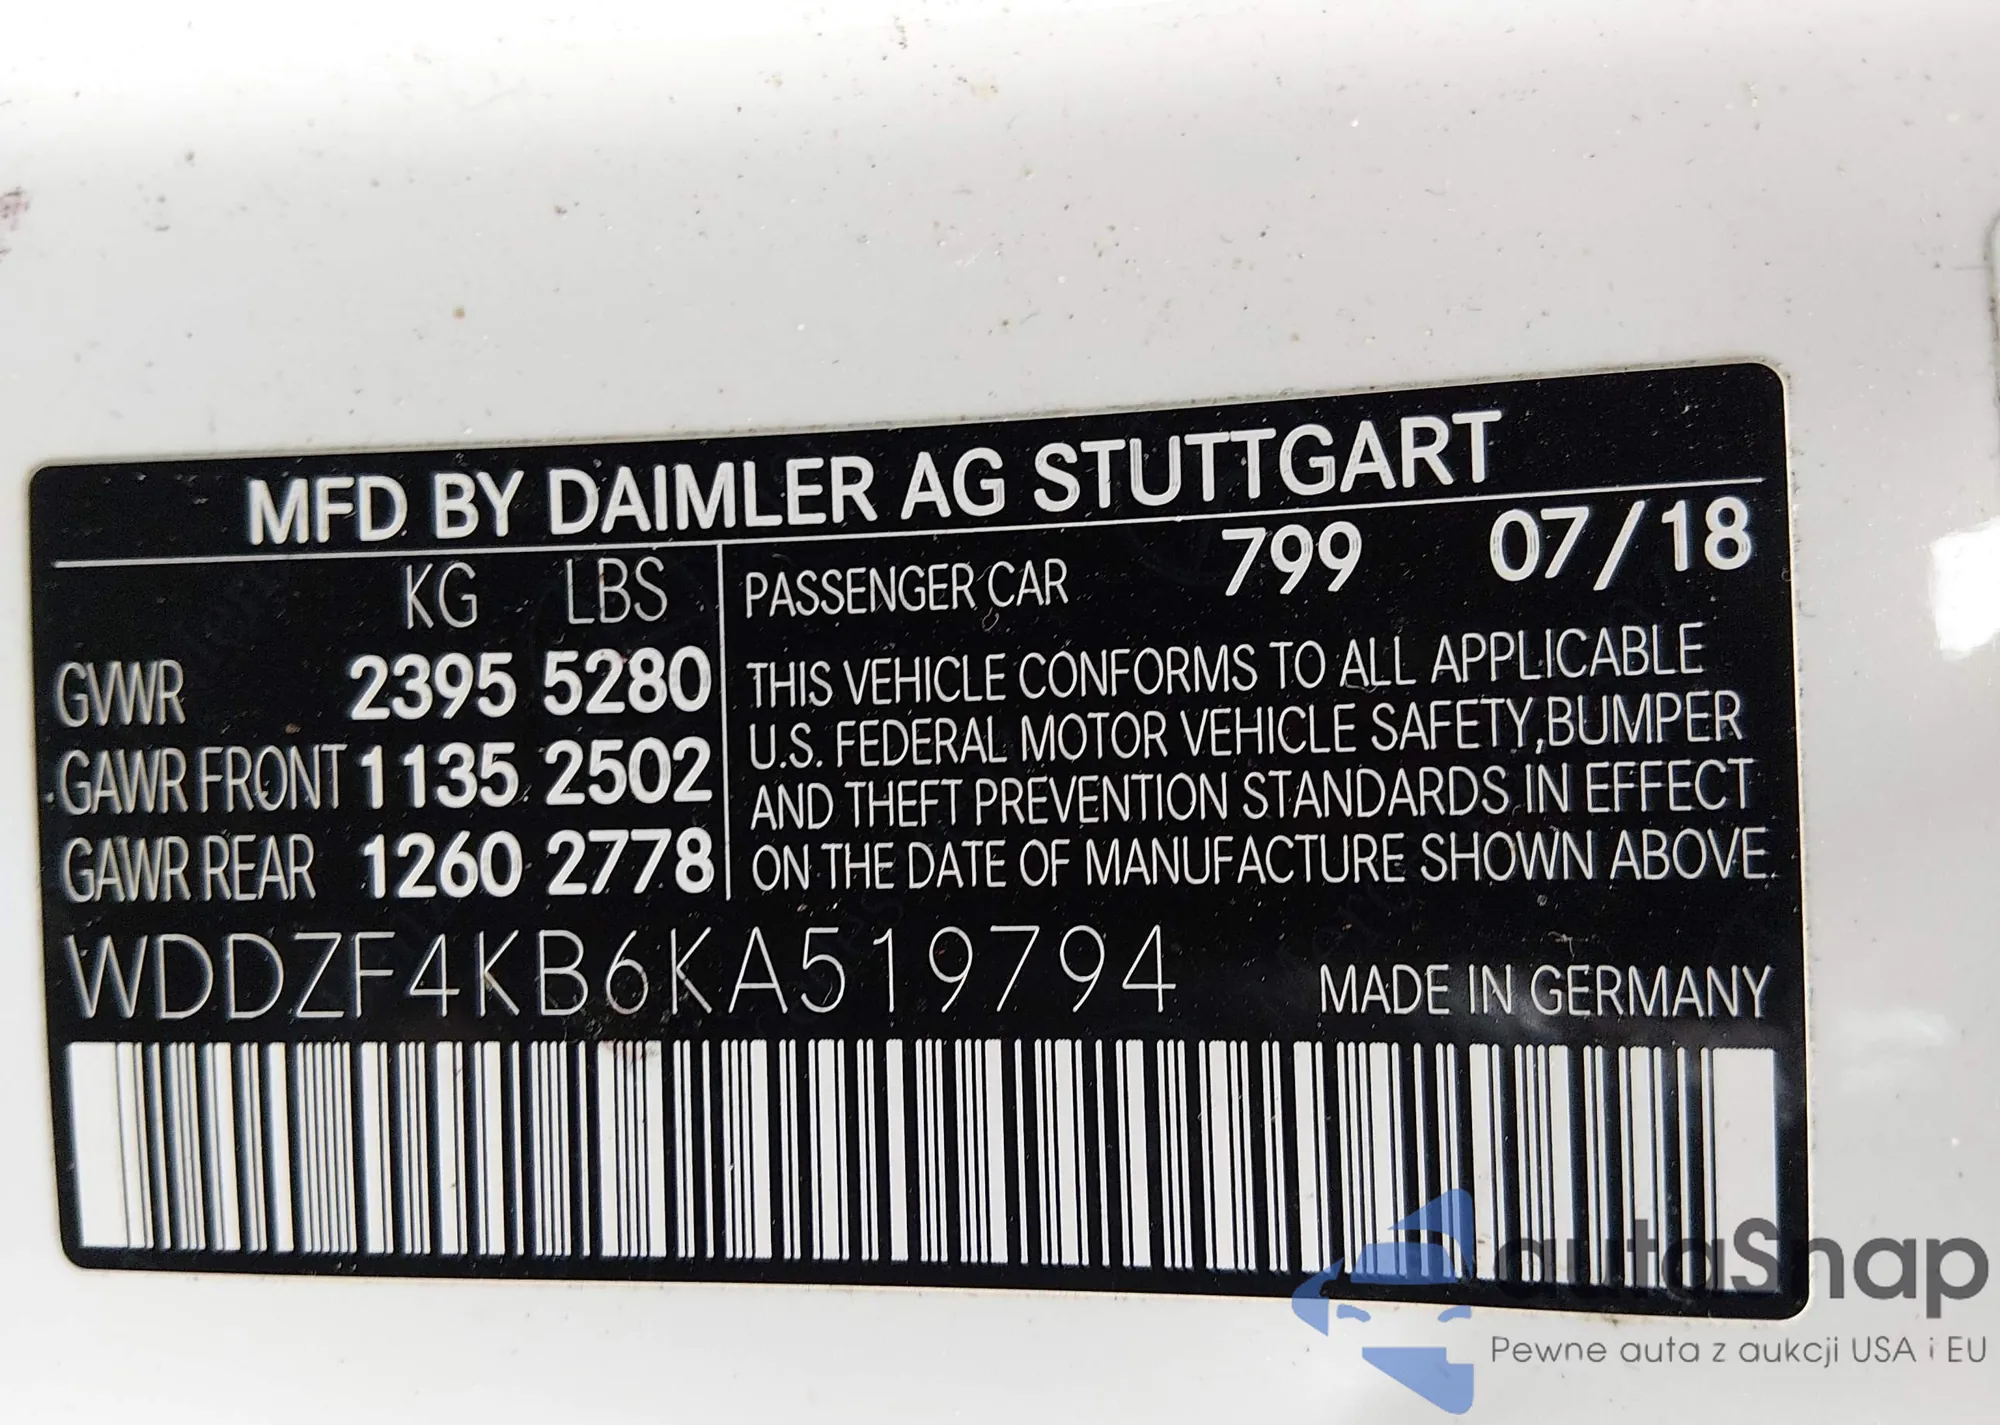 MFD BY DAIMLER AG STUTTGART
KG LBS
GVWR 2395 5280
GAWR FRONT 1135 2502
GAWR REAR 1260 2778
PASSENGER CAR 799 07/18
THIS VEHICLE CONFORMS TO ALL APPLICABLE
U.S. FEDERAL MOTOR VEHICLE SAFETY,BUMPER
AND THEFT PREVENTION STANDARDS IN EFFECT
ON THE DATE OF MANUFACTURE SHOWN ABOVE.
WDDZF4KB6KA519794
MADE IN GERMANY
autaSnap
Pewne auta z aukcji USA i EU